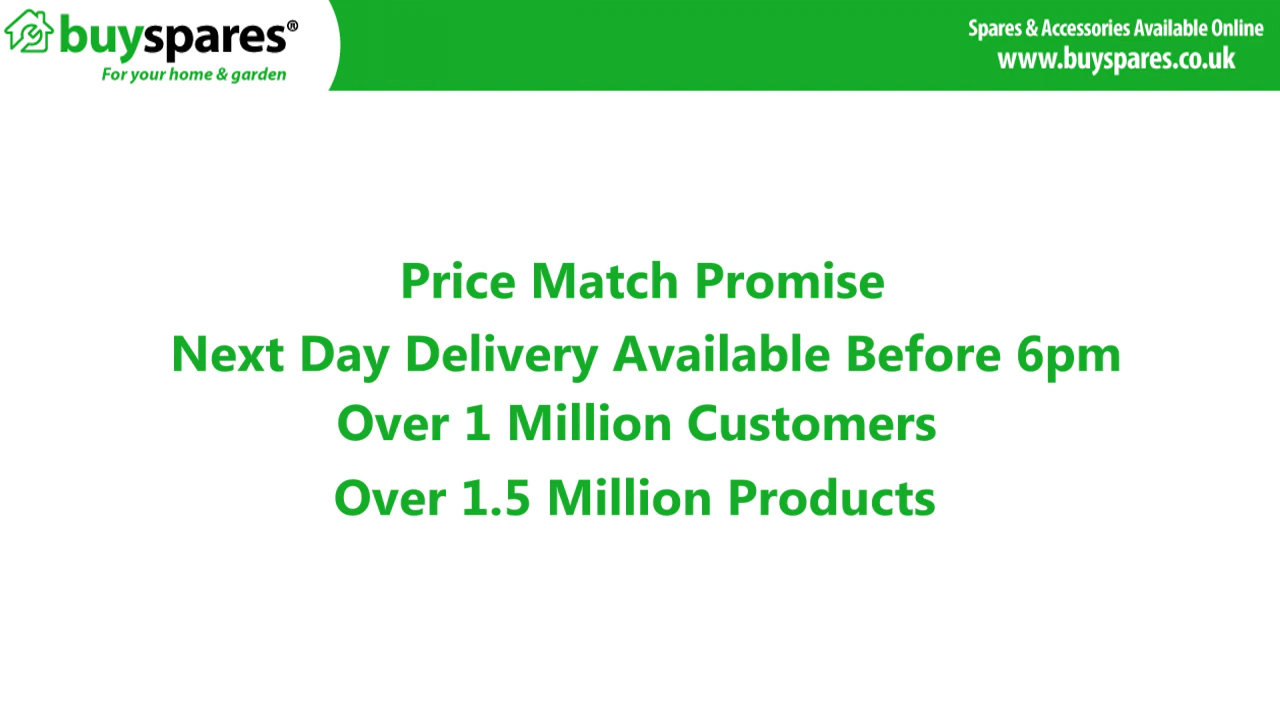 buyspares®
For your home & garden
Spares & Accessories Available Online
www.buyspares.co.uk
Price Match Promise
Next Day Delivery Available Before 6pm
Over 1 Million Customers
Over 1.5 Million Products